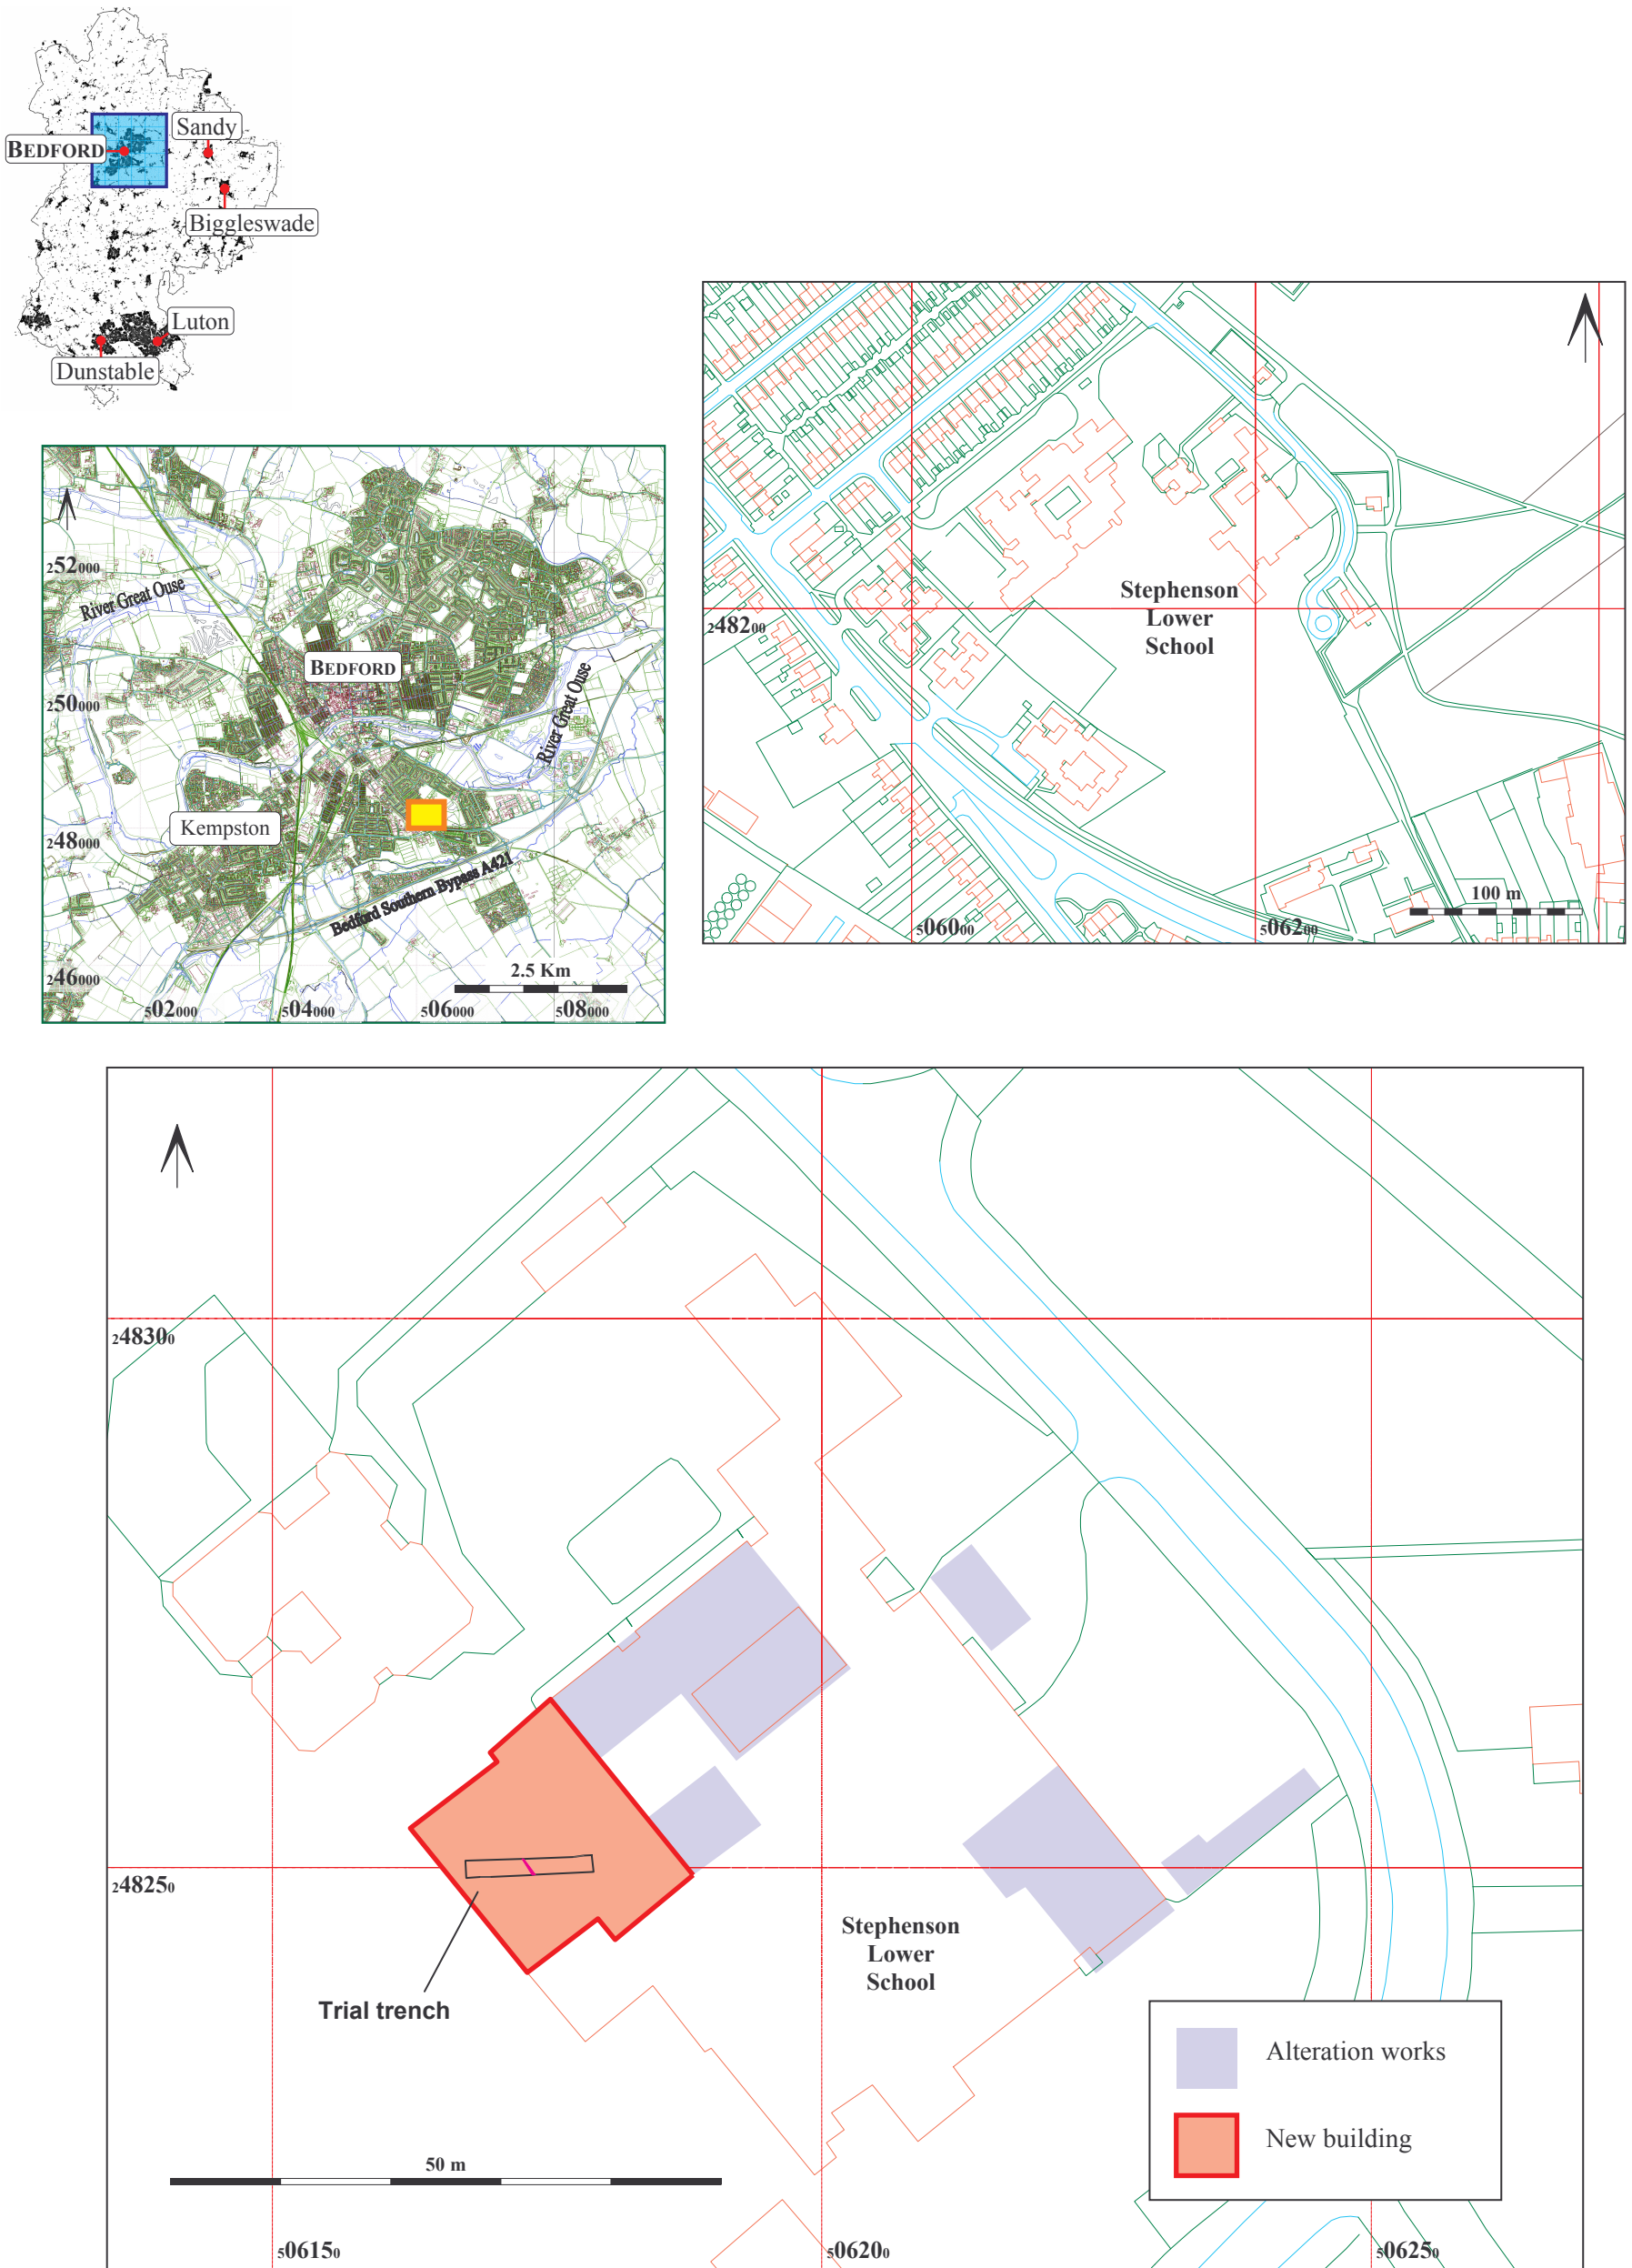 Sandy
BEDFORD
Biggleswade
Luton
Dunstable
252000
River Great Ouse
BEDFORD
250000
River Great Ouse
Kempston
248000
Bedford Southern Bypass A421
246000
2.5 Km
502000
504000
506000
508000
Stephenson
Lower
School
248200
100 m
506000
506200
248300
248250
Stephenson
Lower
School
Trial trench
Alteration works
New building
50 m
506150
506200
506250